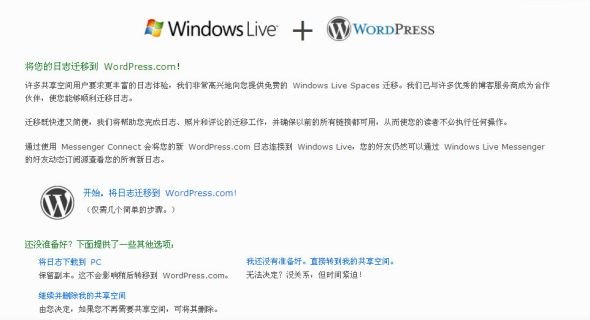 Windows Live + WORDPRESS
将您的日志迁移到 WordPress.com!
许多共享空间用户要求更丰富的日志体验，我们非常高兴地向您提供免费的 Windows Live Spaces 迁移。我们已与许多优秀的博客服务商成为合作
伙伴，使您能够顺利迁移日志。
迁移既快速又简便，我们将帮助您完成日志、照片和评论的迁移工作，并确保以前的所有链接都可用，从而使您的读者不必执行任何操作。
通过使用 Messenger Connect 会将您的新 WordPress.com 日志连接到 Windows Live，您的好友仍然可以通过 Windows Live Messenger
的好友动态订阅源查看您的所有新日志。
开始。将日志迁移到 WordPress.com!
（仅需几个简单的步骤。）
还没准备好？下面提供了一些其他选项：
将日志下载到 PC
保留副本。这不会影响稍后转移到 WordPress.com。
我还没有准备好。直接转到我的共享空间。
无法决定？没关系，但时间紧迫！
继续并删除我的共享空间
由您决定，如果您不再需要共享空间，可将其删除。